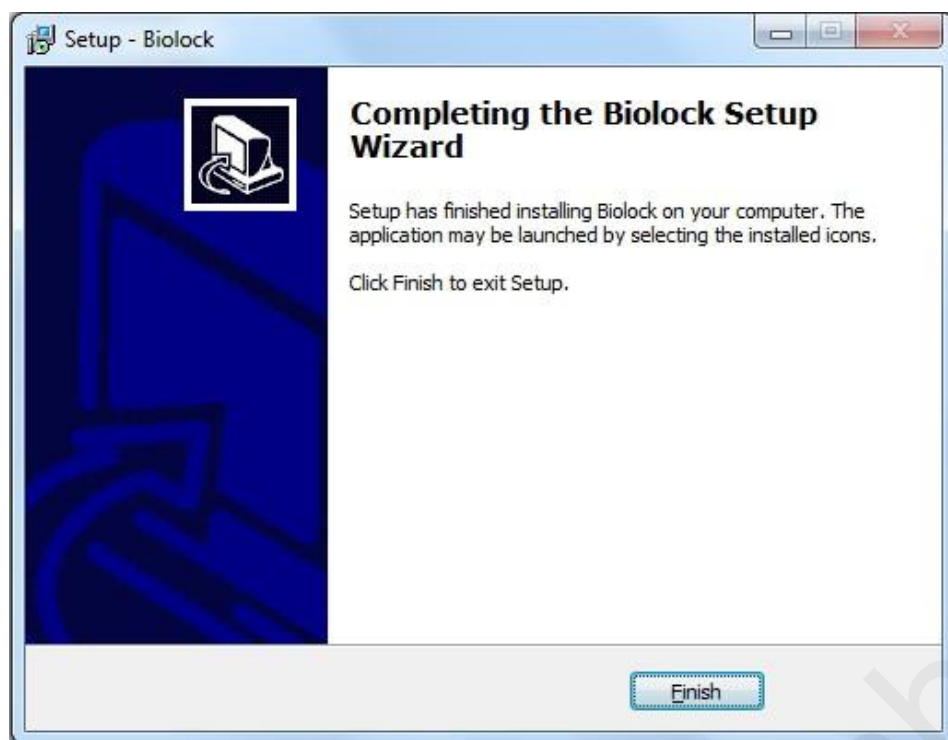 Setup - Biolock
Completing the Biolock Setup
Wizard
Setup has finished installing Biolock on your computer. The
application may be launched by selecting the installed icons.
Click Finish to exit Setup.
Finish